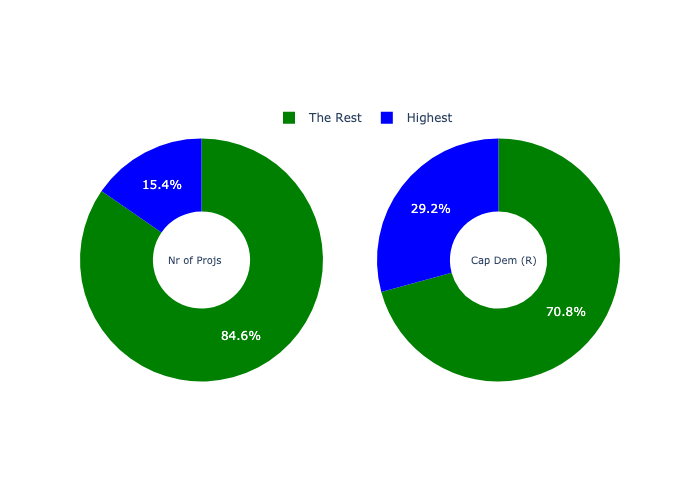 The Rest
Highest
15.4%
84.6%
Nr of Projs
29.2%
70.8%
Cap Dem (R)